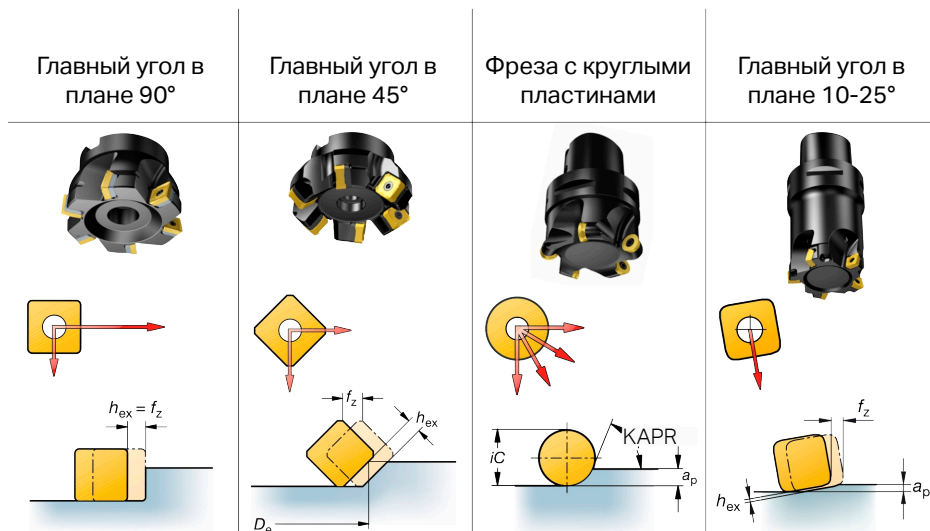 Главный угол в
плане 90°
Главный угол в
плане 45°
Фреза с круглыми
пластинами
Главный угол в
плане 10-25°
hex = fz
fz
hex
De
iC
KAPR
ap
fz
ap
hex